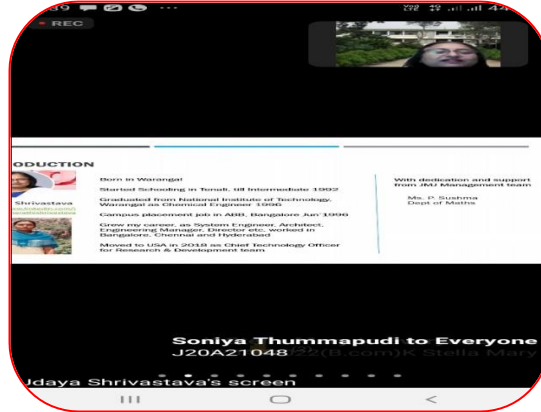 REC
ODUCTION
Born in Warangal
Started Schooling in Tenali, till Intermediate 1992
Graduated from National Institute of Technology,
Warangal as Chemical Engineer 1996
Campus placement job in ABB, Bangalore Jun'1996
Grew my career, as System Engineer, Architect,
Engineering Manager, Director etc. worked in
Bangalore, Chennai and Hyderabad
Moved to USA in 2018 as Chief Technology Officer
for Research & Development team
Shrivastava
With dedication and support
from JMJ Management team
Ms. P. Sushma
Dept of Maths
Soniya Thummapudi to Everyone
J20A21048
(B.com)K Stella Mary
Udaya Shrivastava's screen